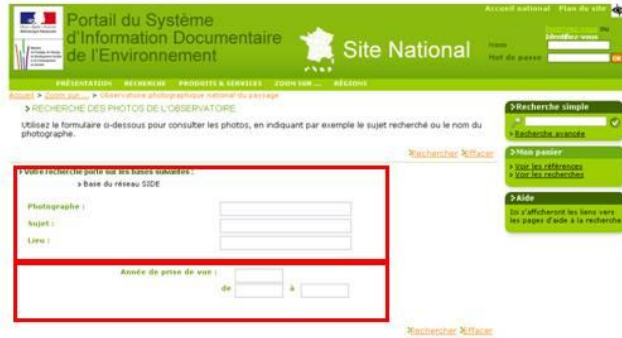 Accueil national Plan du site
Portail du Système
d'Information Documentaire
de l'Environnement
Site National
ou
Identifiez-vous
Nom
Mot de passe
OK
PRÉSENTATION RECHERCHE PRODUITS & SERVICES ZOOM SUR ... RÉGIONS
Accueil > Zoom sur ... > Observatoire photographique national du paysage
RECHERCHE DES PHOTOS DE L'OBSERVATOIRE
Utilisez le formulaire ci-dessous pour consulter les photos, en indiquant par exemple le sujet recherché ou le nom du
photographe.
Rechercher Effacer
Votre recherche porte sur les bases suivantes :
Base du réseau SIDE
Photographe :
Sujet :
Lieu :
Année de prise de vue :
de à
Rechercher Effacer
Recherche simple
Recherche avancée
Mon panier
Voir les références
Voir les recherches
Aide
Ici s'afficheront les liens vers
les pages d'aide à la recherche